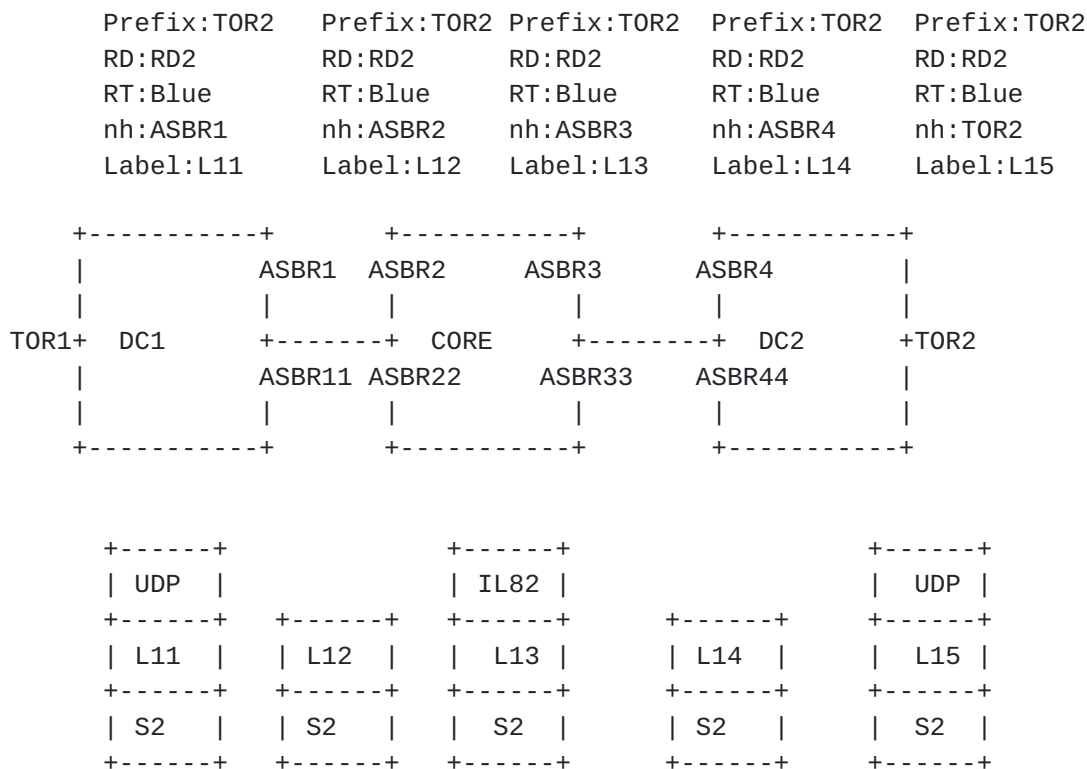 Prefix:TOR2 Prefix:TOR2 Prefix:TOR2 Prefix:TOR2 Prefix:TOR2
RD:RD2 RD:RD2 RD:RD2 RD:RD2 RD:RD2
RT:Blue RT:Blue RT:Blue RT:Blue RT:Blue
nh:ASBR1 nh:ASBR2 nh:ASBR3 nh:ASBR4 nh:TOR2
Label:L11 Label:L12 Label:L13 Label:L14 Label:L15
ASBR1 ASBR2 ASBR3 ASBR4
TOR1 DC1 CORE DC2 TOR2
ASBR11 ASBR22 ASBR33 ASBR44
UDP IL82 UDP
L11 L12 L13 L14 L15
S2 S2 S2 S2 S2